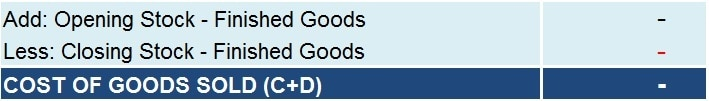 Add: Opening Stock - Finished Goods -
Less: Closing Stock - Finished Goods -
COST OF GOODS SOLD (C+D) -